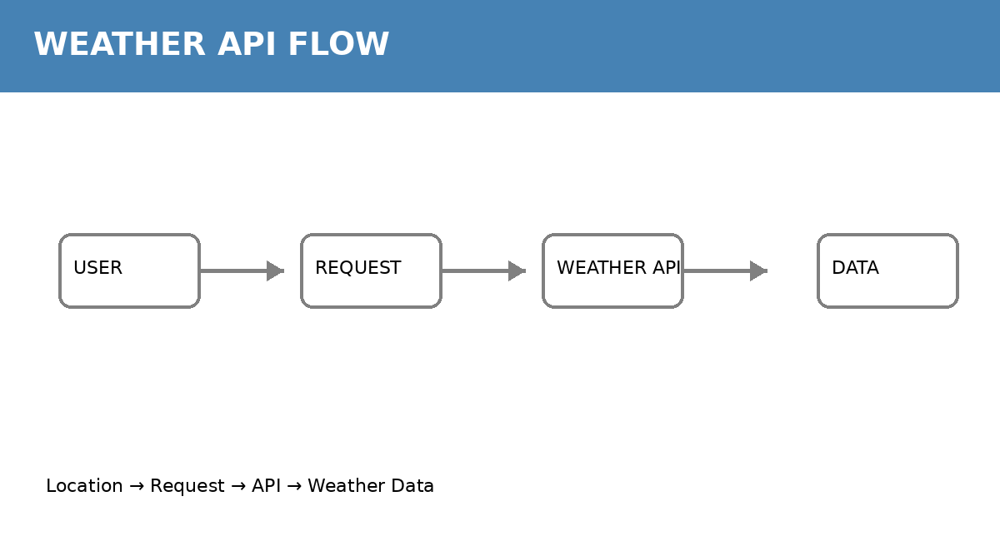 WEATHER API FLOW
USER
REQUEST
WEATHER API
DATA
Location → Request → API → Weather Data